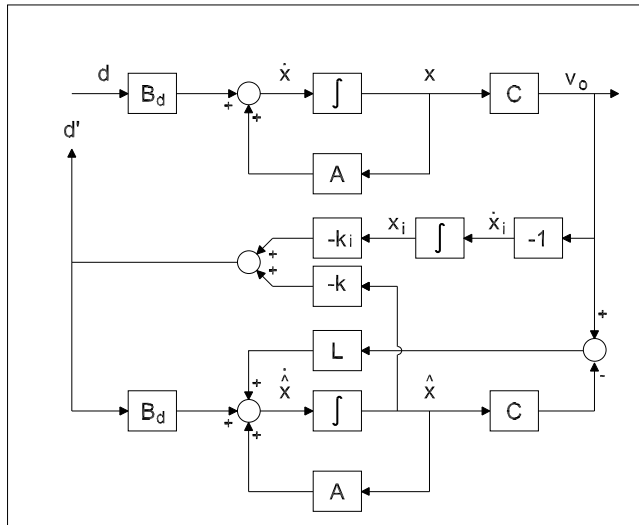 d B_d + + ẋ ∫ x C v_o
d' A
-k_i x_i ∫ ẋ_i -1
+ +
-k
L + -
B_d + + + x̂̇ ∫ x̂ C
A